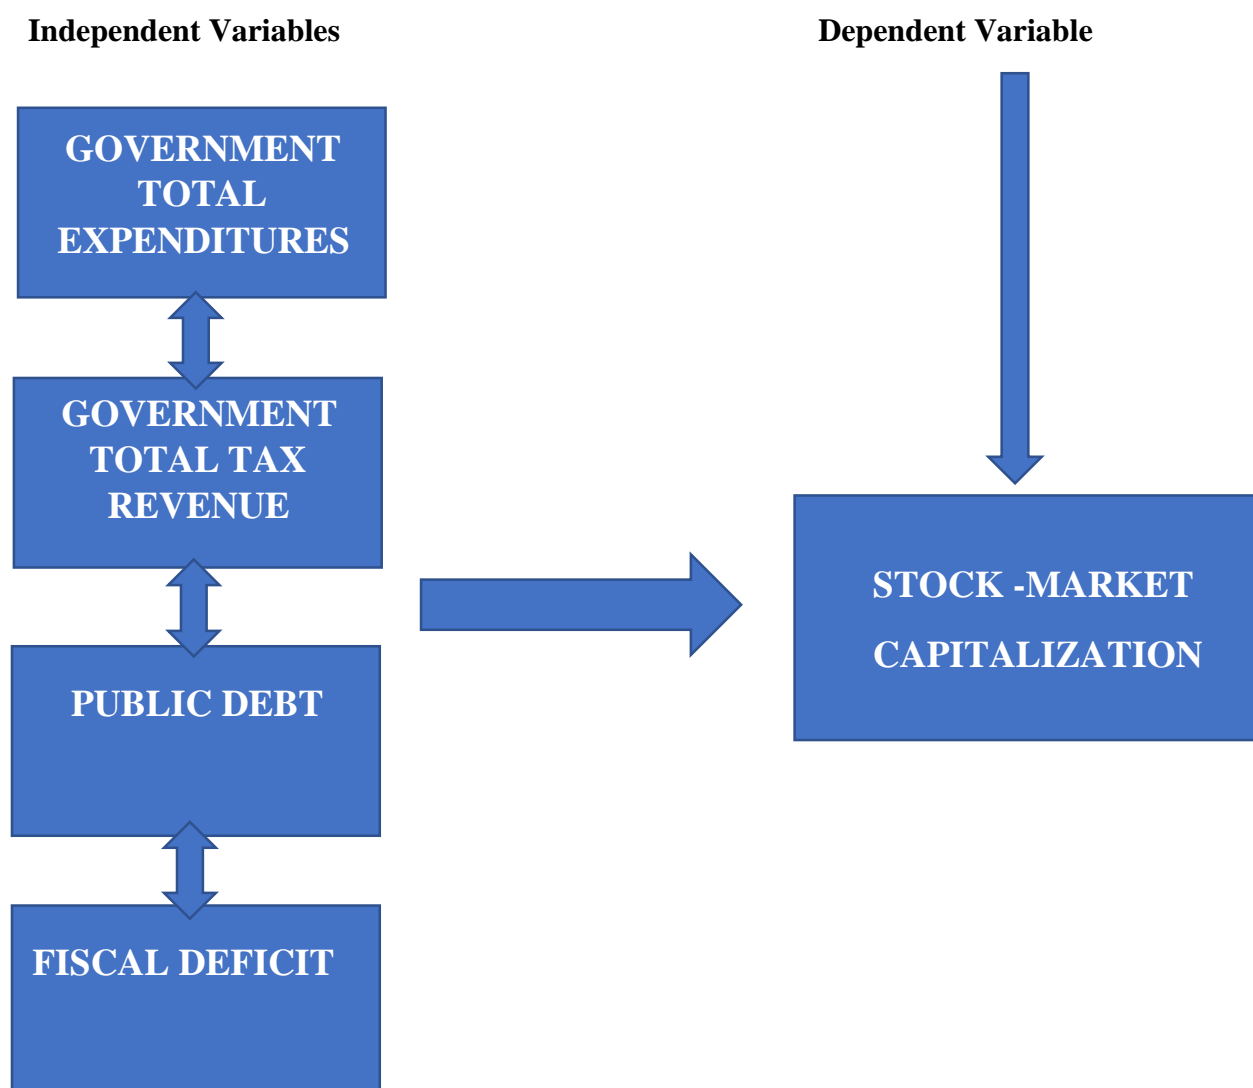 Independent Variables
Dependent Variable
GOVERNMENT
TOTAL
EXPENDITURES
GOVERNMENT
TOTAL TAX
REVENUE
PUBLIC DEBT
FISCAL DEFICIT
STOCK -MARKET
CAPITALIZATION